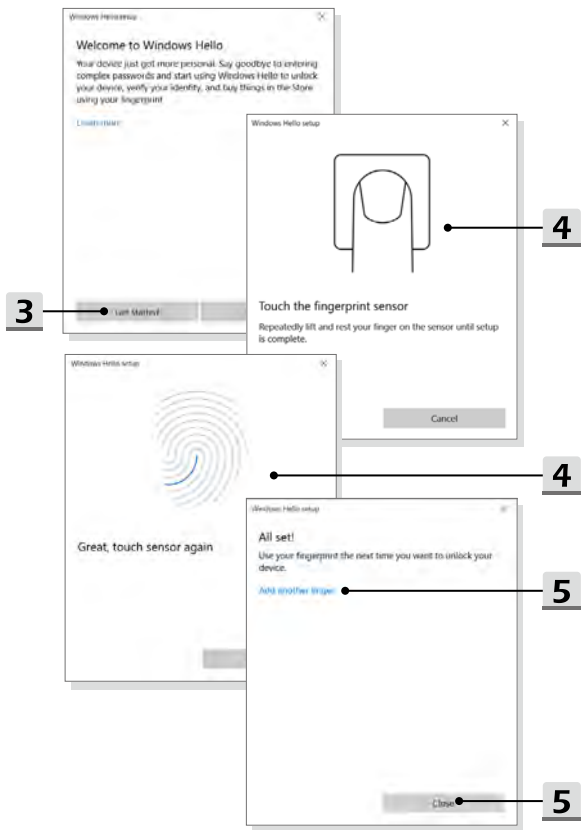 Windows Hello setup
Welcome to Windows Hello
Your device just got more personal. Say goodbye to entering
complex passwords and start using Windows Hello to unlock
your device, verify your identity, and buy things in the Store
using your fingerprint
Learn more
3
Get started
Windows Hello setup
4
Touch the fingerprint sensor
Repeatedly lift and rest your finger on the sensor until setup
is complete.
Cancel
Windows Hello setup
4
Great, touch sensor again
Windows Hello setup
All set!
Use your fingerprint the next time you want to unlock your
device.
Add another finger
5
Close
5